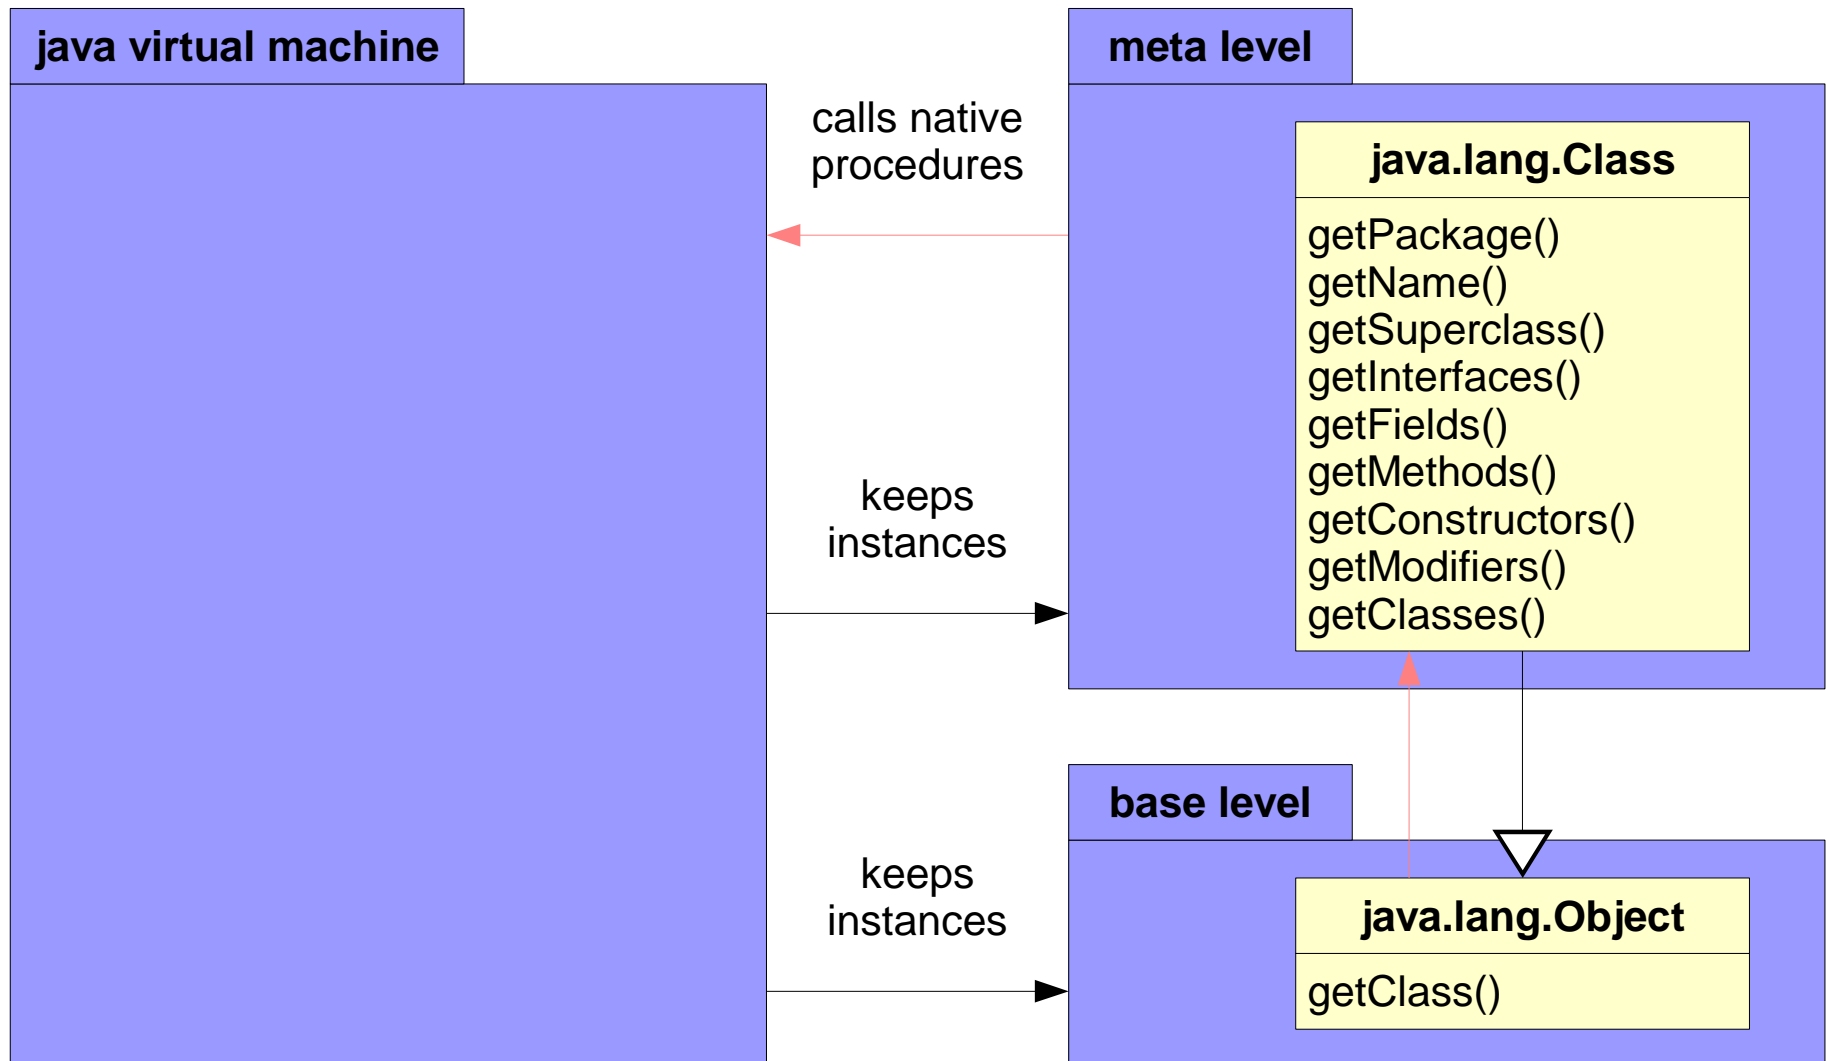 java virtual machine
meta level
calls native
procedures
java.lang.Class
getPackage()
getName()
getSuperclass()
getInterfaces()
getFields()
getMethods()
getConstructors()
getModifiers()
getClasses()
keeps
instances
base level
keeps
instances
java.lang.Object
getClass()